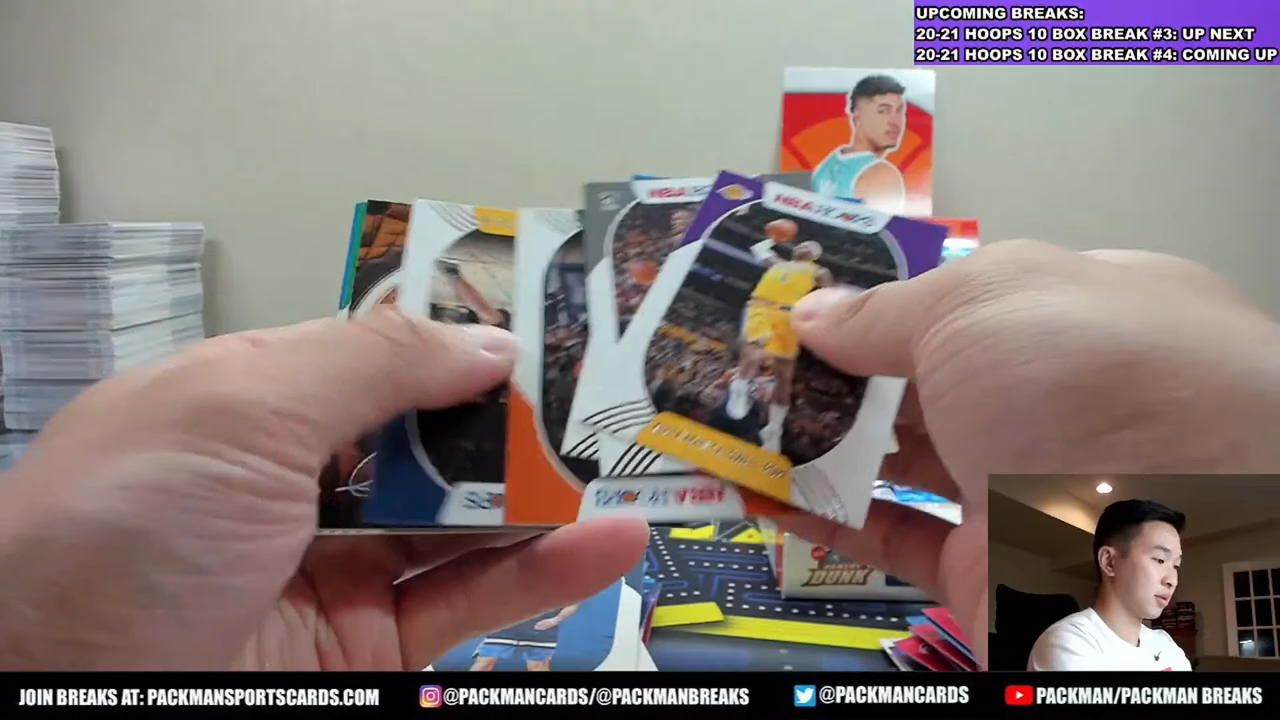 UPCOMING BREAKS:
20-21 HOOPS 10 BOX BREAK #3: UP NEXT
20-21 HOOPS 10 BOX BREAK #4: COMING UP
DUNK
JOIN BREAKS AT: PACKMANSPORTSCARDS.COM
@PACKMANCARDS/@PACKMANBREAKS
@PACKMANCARDS
PACKMAN/PACKMAN BREAKS